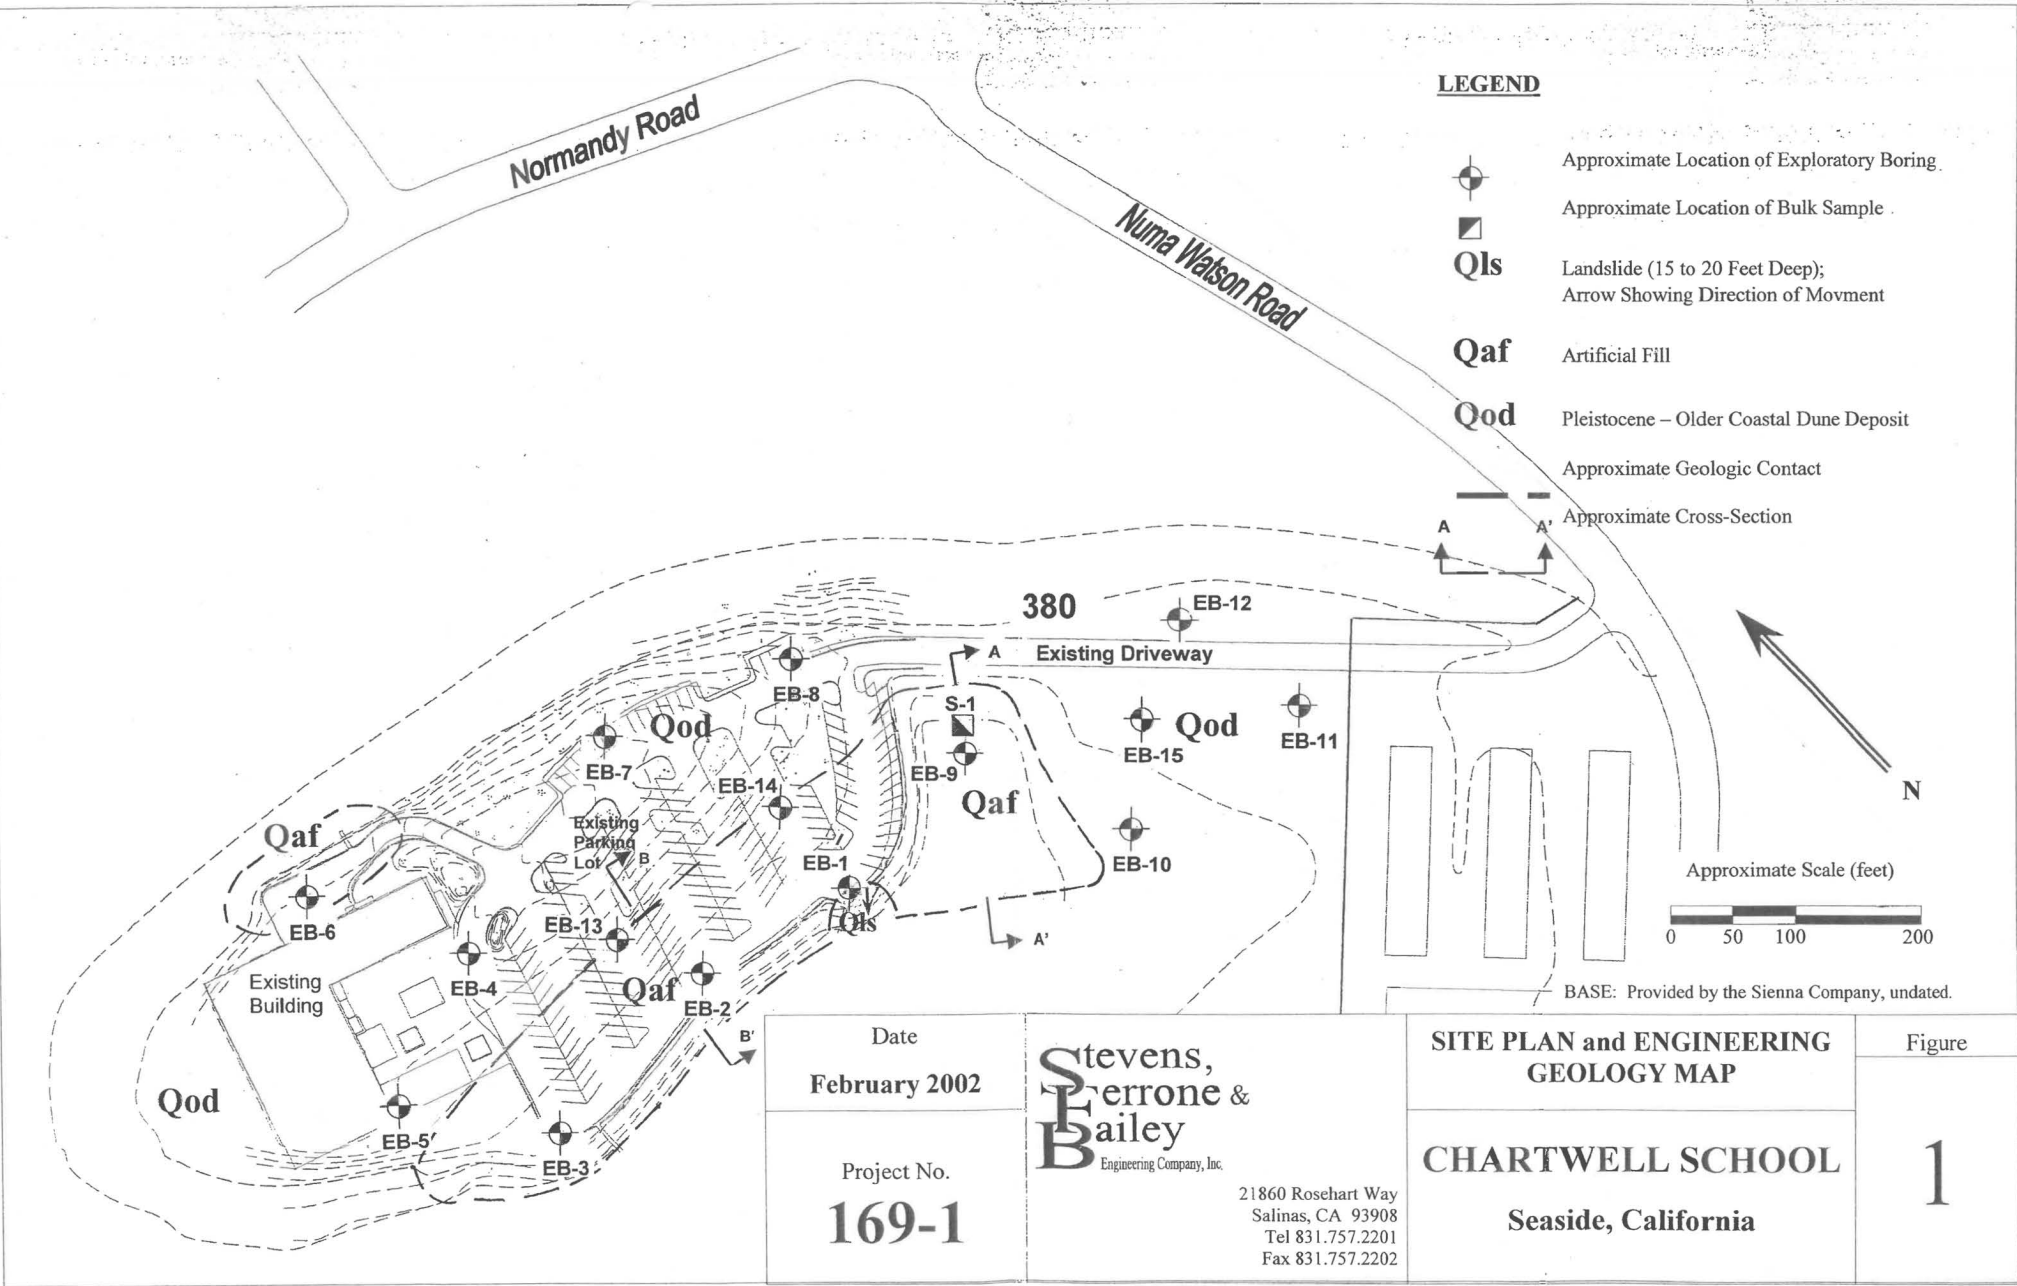 Normandy Road
Numa Watson Road
LEGEND
Approximate Location of Exploratory Boring
Approximate Location of Bulk Sample
Qls
Landslide (15 to 20 Feet Deep);
Arrow Showing Direction of Movment
Qaf
Artificial Fill
Qod
Pleistocene – Older Coastal Dune Deposit
Approximate Geologic Contact
Approximate Cross-Section
A
A'
380
EB-12
A
Existing Driveway
EB-8
S-1
Qod
EB-15
Qod
EB-11
EB-7
EB-14
EB-9
Qaf
N
Qaf
Existing
Parking
Lot
B
EB-1
EB-10
Approximate Scale (feet)
0 50 100 200
EB-6
EB-13
Qls
A'
Existing
Building
EB-4
Qaf
EB-2
BASE: Provided by the Sienna Company, undated.
B'
Qod
EB-5
EB-3
Date
February 2002
Project No.
169-1
Stevens,
Ferrone &
Bailey
Engineering Company, Inc.
21860 Rosehart Way
Salinas, CA 93908
Tel 831.757.2201
Fax 831.757.2202
SITE PLAN and ENGINEERING
GEOLOGY MAP
CHARTWELL SCHOOL
Seaside, California
Figure
1